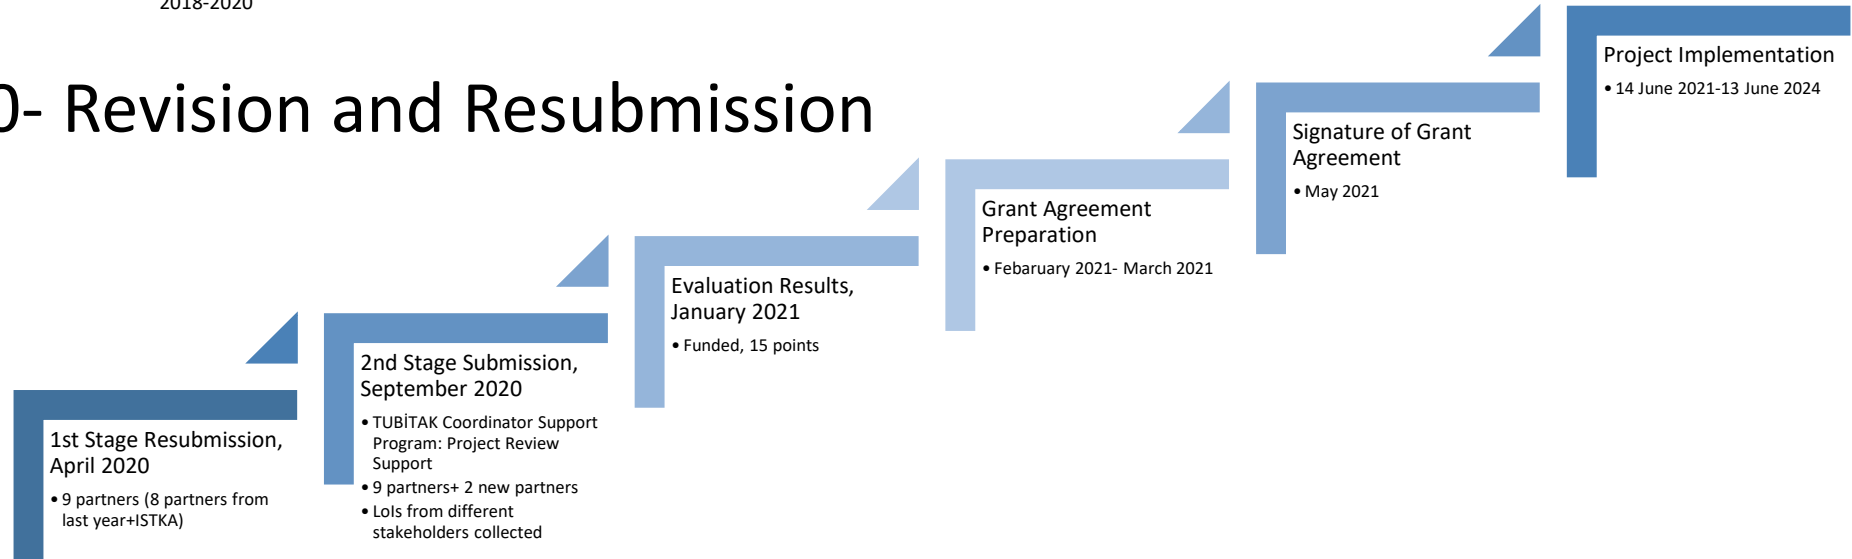 2018-2020
0- Revision and Resubmission
1st Stage Resubmission,
April 2020
• 9 partners (8 partners from
last year+ISTKA)
2nd Stage Submission,
September 2020
• TUBİTAK Coordinator Support
Program: Project Review
Support
• 9 partners+ 2 new partners
• LoIs from different
stakeholders collected
Evaluation Results,
January 2021
• Funded, 15 points
Grant Agreement
Preparation
• Febaruary 2021- March 2021
Signature of Grant
Agreement
• May 2021
Project Implementation
• 14 June 2021-13 June 2024